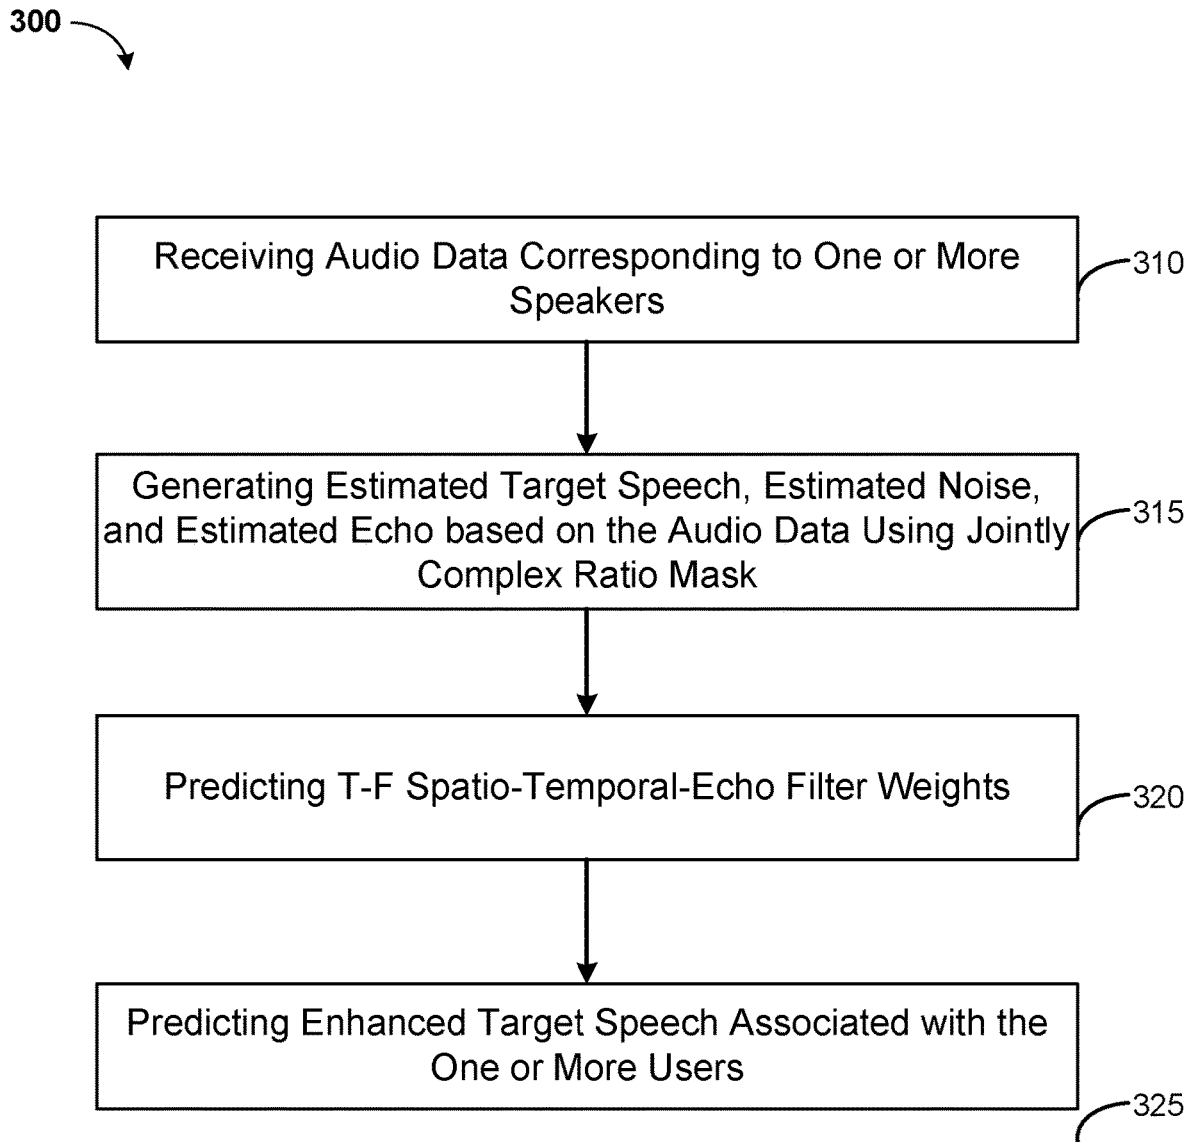 300
Receiving Audio Data Corresponding to One or More
Speakers
310
Generating Estimated Target Speech, Estimated Noise,
and Estimated Echo based on the Audio Data Using Jointly
Complex Ratio Mask
315
Predicting T-F Spatio-Temporal-Echo Filter Weights
320
Predicting Enhanced Target Speech Associated with the
One or More Users
325